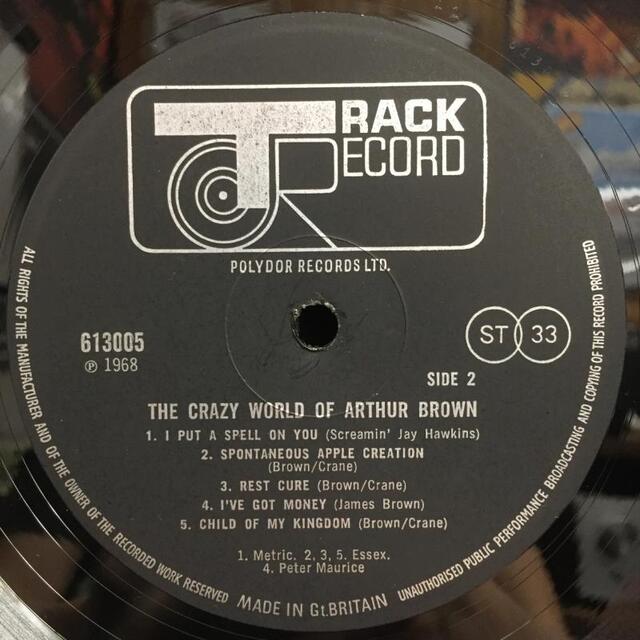 TRACK
RECORD
POLYDOR RECORDS LTD.
613005
℗ 1968
ST 33
SIDE 2
THE CRAZY WORLD OF ARTHUR BROWN
1. I PUT A SPELL ON YOU (Screamin' Jay Hawkins)
2. SPONTANEOUS APPLE CREATION
(Brown/Crane)
3. REST CURE (Brown/Crane)
4. I'VE GOT MONEY (James Brown)
5. CHILD OF MY KINGDOM (Brown/Crane)
1. Metric. 2, 3, 5. Essex.
4. Peter Maurice
ALL RIGHTS OF THE MANUFACTURER AND OF THE OWNER OF THE RECORDED WORK RESERVED
MADE IN Gt. BRITAIN
UNAUTHORISED PUBLIC PERFORMANCE BROADCASTING AND COPYING OF THIS RECORD PROHIBITED